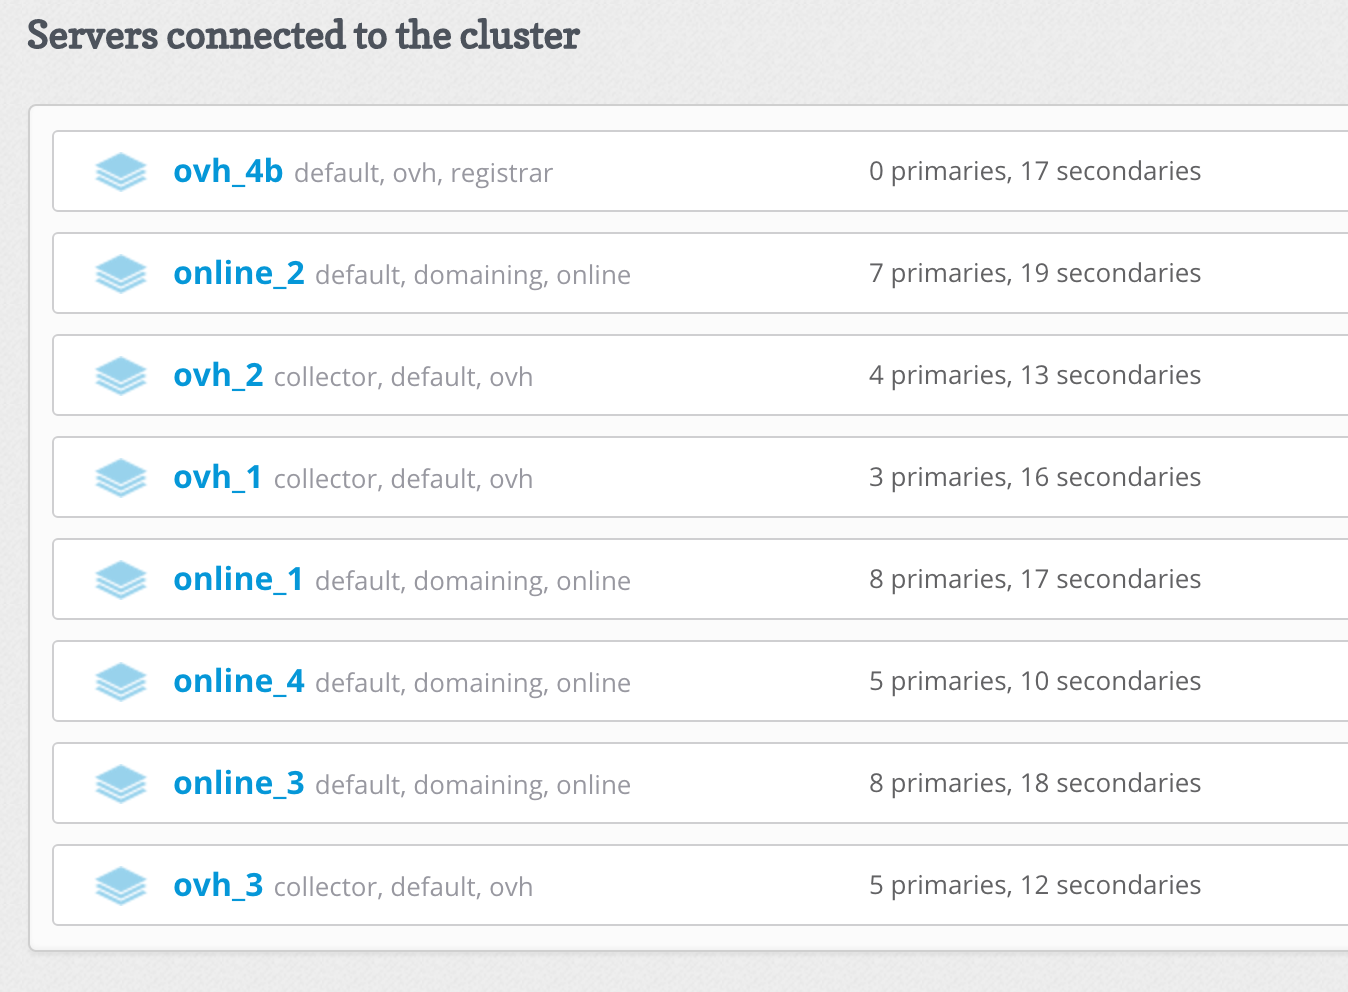 Servers connected to the cluster
ovh_4b default, ovh, registrar 0 primaries, 17 secondaries
online_2 default, domaining, online 7 primaries, 19 secondaries
ovh_2 collector, default, ovh 4 primaries, 13 secondaries
ovh_1 collector, default, ovh 3 primaries, 16 secondaries
online_1 default, domaining, online 8 primaries, 17 secondaries
online_4 default, domaining, online 5 primaries, 10 secondaries
online_3 default, domaining, online 8 primaries, 18 secondaries
ovh_3 collector, default, ovh 5 primaries, 12 secondaries